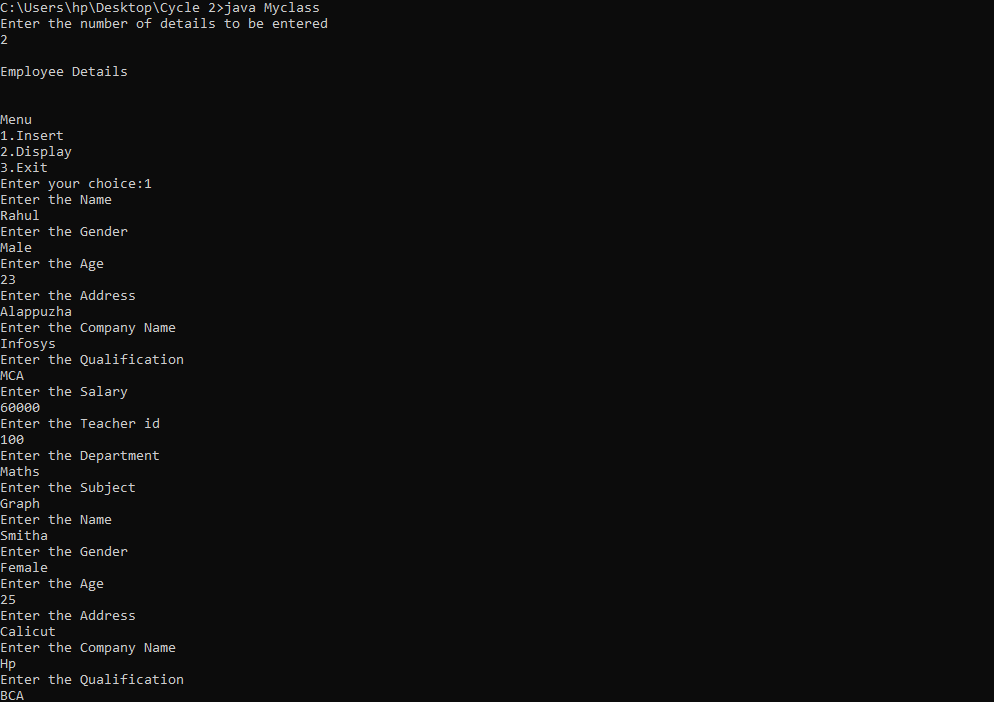 C:\Users\hp\Desktop\Cycle 2>java Myclass
Enter the number of details to be entered
2
Employee Details
Menu
1.Insert
2.Display
3.Exit
Enter your choice:1
Enter the Name
Rahul
Enter the Gender
Male
Enter the Age
23
Enter the Address
Alappuzha
Enter the Company Name
Infosys
Enter the Qualification
MCA
Enter the Salary
60000
Enter the Teacher id
100
Enter the Department
Maths
Enter the Subject
Graph
Enter the Name
Smitha
Enter the Gender
Female
Enter the Age
25
Enter the Address
Calicut
Enter the Company Name
Hp
Enter the Qualification
BCA